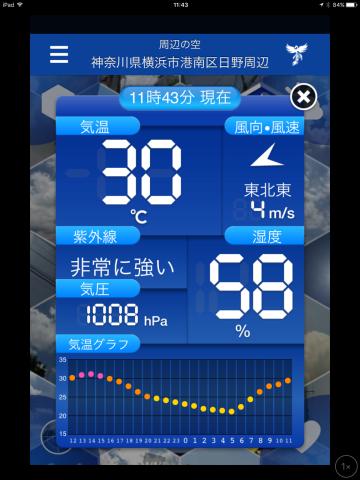 iPad 11:43 84%
周辺の空
神奈川県横浜市港南区日野周辺
11時43分 現在
気温
30
℃
風向•風速
東北東
4 m/s
紫外線
非常に強い
湿度
58
%
気圧
1008 hPa
気温グラフ
35
30
25
20
15
12 13 14 15 16 17 18 19 20 21 22 23 0 1 2 3 4 5 6 7 8 9 10 11
1×